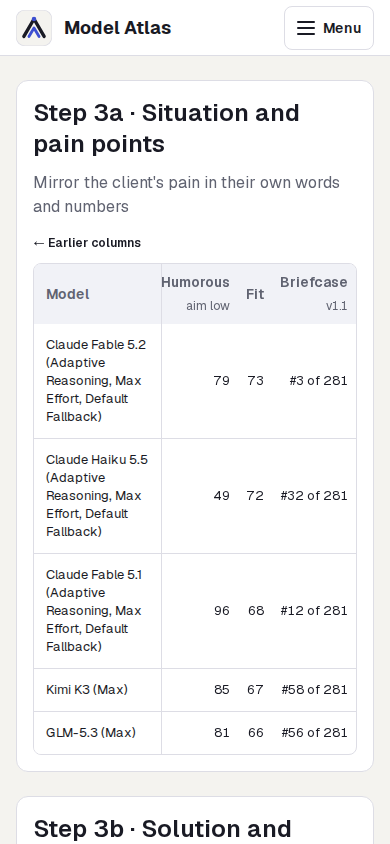 Model Atlas
Menu
Step 3a · Situation and
pain points
Mirror the client's pain in their own words
and numbers
← Earlier columns
Model Humorous aim low Fit Briefcase v1.1
Claude Fable 5.2
(Adaptive
Reasoning, Max
Effort, Default
Fallback)
79 73 #3 of 281
Claude Haiku 5.5
(Adaptive
Reasoning, Max
Effort, Default
Fallback)
49 72 #32 of 281
Claude Fable 5.1
(Adaptive
Reasoning, Max
Effort, Default
Fallback)
96 68 #12 of 281
Kimi K3 (Max) 85 67 #58 of 281
GLM-5.3 (Max) 81 66 #56 of 281
Step 3b · Solution and